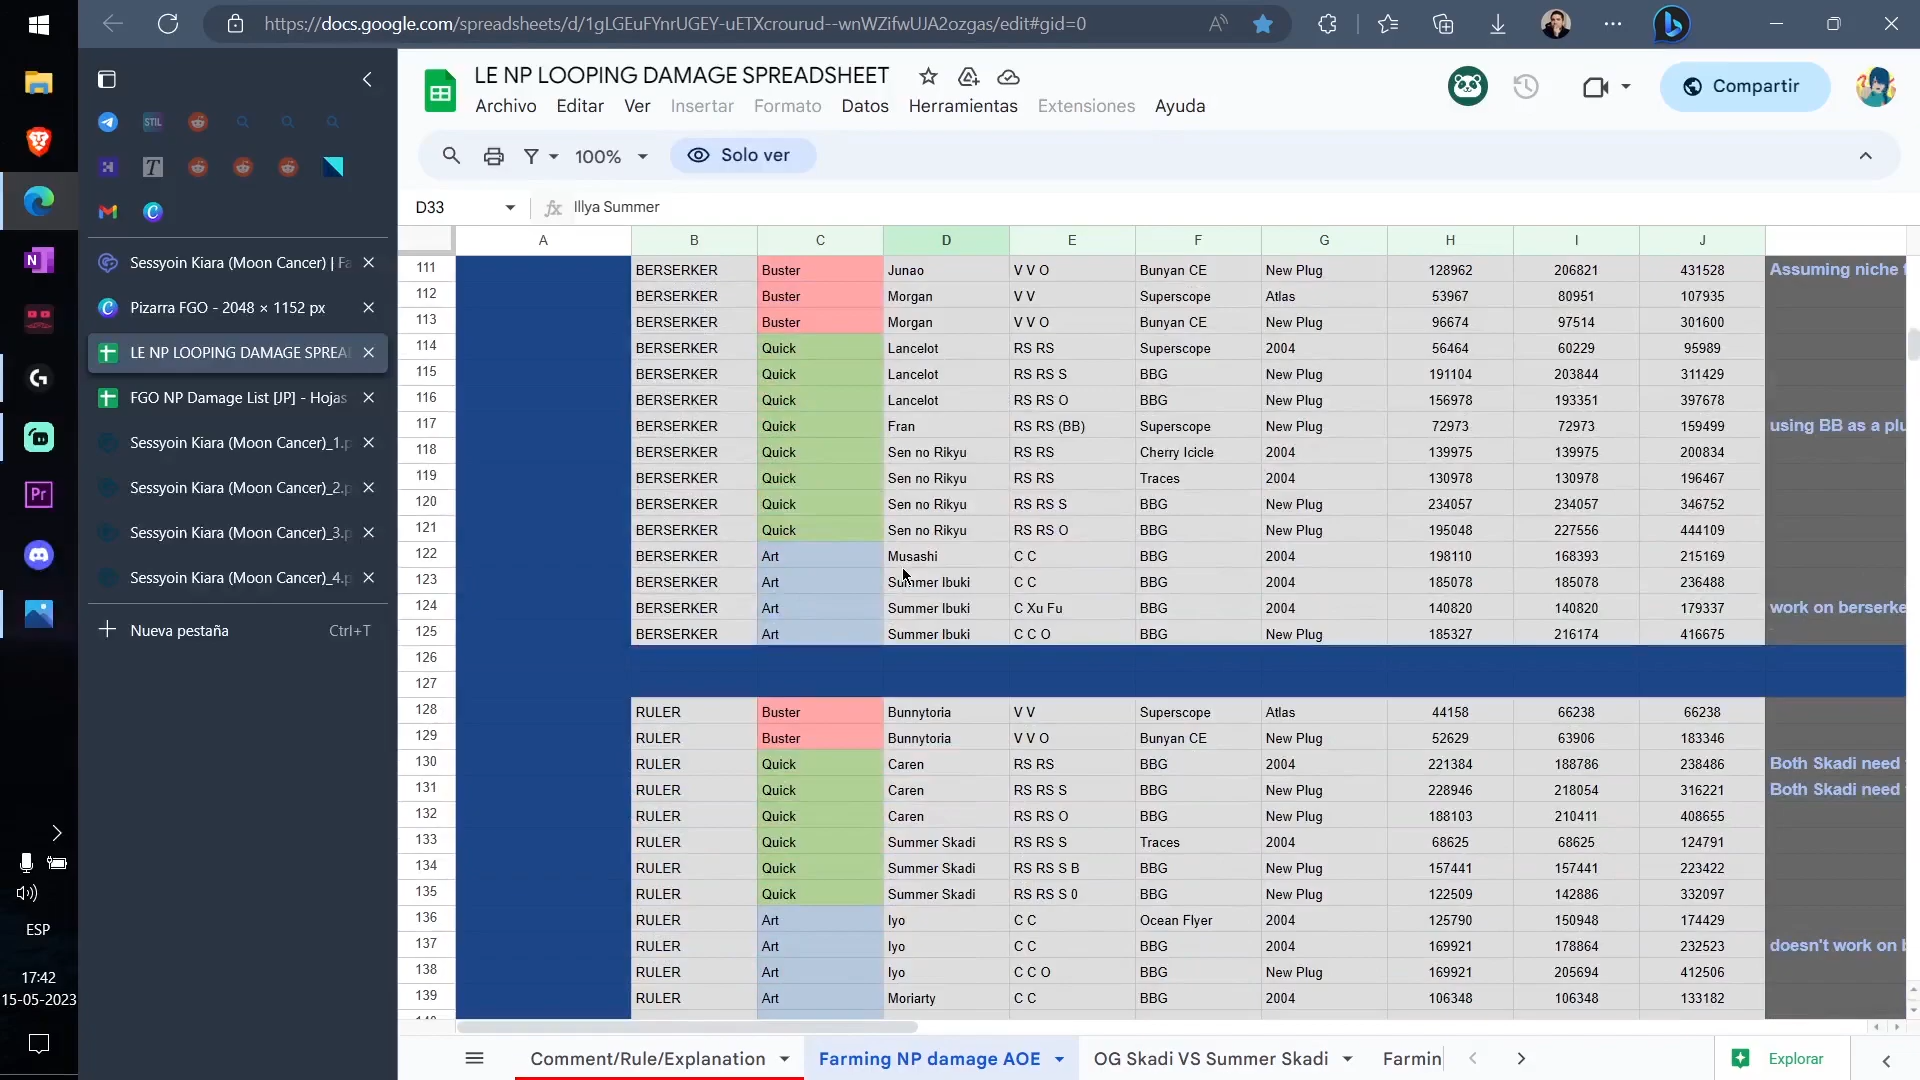 https://docs.google.com/spreadsheets/d/1gLGEuFYnrUGEY-uETXcrourud--wnWZifwUJA2ozgas/edit#gid=0
LE NP LOOPING DAMAGE SPREADSHEET
Archivo Editar Ver Insertar Formato Datos Herramientas Extensiones Ayuda
Compartir
100%
Solo ver
D33
Illya Summer
STIL
Sessyoin Kiara (Moon Cancer) | Fa
Pizarra FGO - 2048 × 1152 px
LE NP LOOPING DAMAGE SPREA
FGO NP Damage List [JP] - Hojas
Sessyoin Kiara (Moon Cancer)_1.p
Sessyoin Kiara (Moon Cancer)_2.p
Sessyoin Kiara (Moon Cancer)_3.p
Sessyoin Kiara (Moon Cancer)_4.p
Nueva pestaña Ctrl+T
A B C D E F G H I J
111 BERSERKER Buster Junao V V O Bunyan CE New Plug 128962 206821 431528 Assuming niche
112 BERSERKER Buster Morgan V V Superscope Atlas 53967 80951 107935
113 BERSERKER Buster Morgan V V O Bunyan CE New Plug 96674 97514 301600
114 BERSERKER Quick Lancelot RS RS Superscope 2004 56464 60229 95989
115 BERSERKER Quick Lancelot RS RS S BBG New Plug 191104 203844 311429
116 BERSERKER Quick Lancelot RS RS O BBG New Plug 156978 193351 397678
117 BERSERKER Quick Fran RS RS (BB) Superscope New Plug 72973 72973 159499 using BB as a plu
118 BERSERKER Quick Sen no Rikyu RS RS Cherry Icicle 2004 139975 139975 200834
119 BERSERKER Quick Sen no Rikyu RS RS Traces 2004 130978 130978 196467
120 BERSERKER Quick Sen no Rikyu RS RS S BBG New Plug 234057 234057 346752
121 BERSERKER Quick Sen no Rikyu RS RS O BBG New Plug 195048 227556 444109
122 BERSERKER Art Musashi C C BBG 2004 198110 168393 215169
123 BERSERKER Art Summer Ibuki C C BBG 2004 185078 185078 236488
124 BERSERKER Art Summer Ibuki C Xu Fu BBG 2004 140820 140820 179337 work on berserke
125 BERSERKER Art Summer Ibuki C C O BBG New Plug 185327 216174 416675
126
127
128 RULER Buster Bunnytoria V V Superscope Atlas 44158 66238 66238
129 RULER Buster Bunnytoria V V O Bunyan CE New Plug 52629 63906 183346
130 RULER Quick Caren RS RS BBG 2004 221384 188786 238486 Both Skadi need
131 RULER Quick Caren RS RS S BBG New Plug 228946 218054 316221 Both Skadi need
132 RULER Quick Caren RS RS O BBG New Plug 188103 210411 408655
133 RULER Quick Summer Skadi RS RS S Traces 2004 68625 68625 124791
134 RULER Quick Summer Skadi RS RS S B BBG New Plug 157441 157441 223422
135 RULER Quick Summer Skadi RS RS S 0 BBG New Plug 122509 142886 332097
136 RULER Art Iyo C C Ocean Flyer 2004 125790 150948 174429
137 RULER Art Iyo C C BBG 2004 169921 178864 232523 doesn't work on b
138 RULER Art Iyo C C O BBG New Plug 169921 205694 412506
139 RULER Art Moriarty C C BBG 2004 106348 106348 133182
Comment/Rule/Explanation Farming NP damage AOE OG Skadi VS Summer Skadi Farmin
Explorar
ESP
17:42
15-05-2023